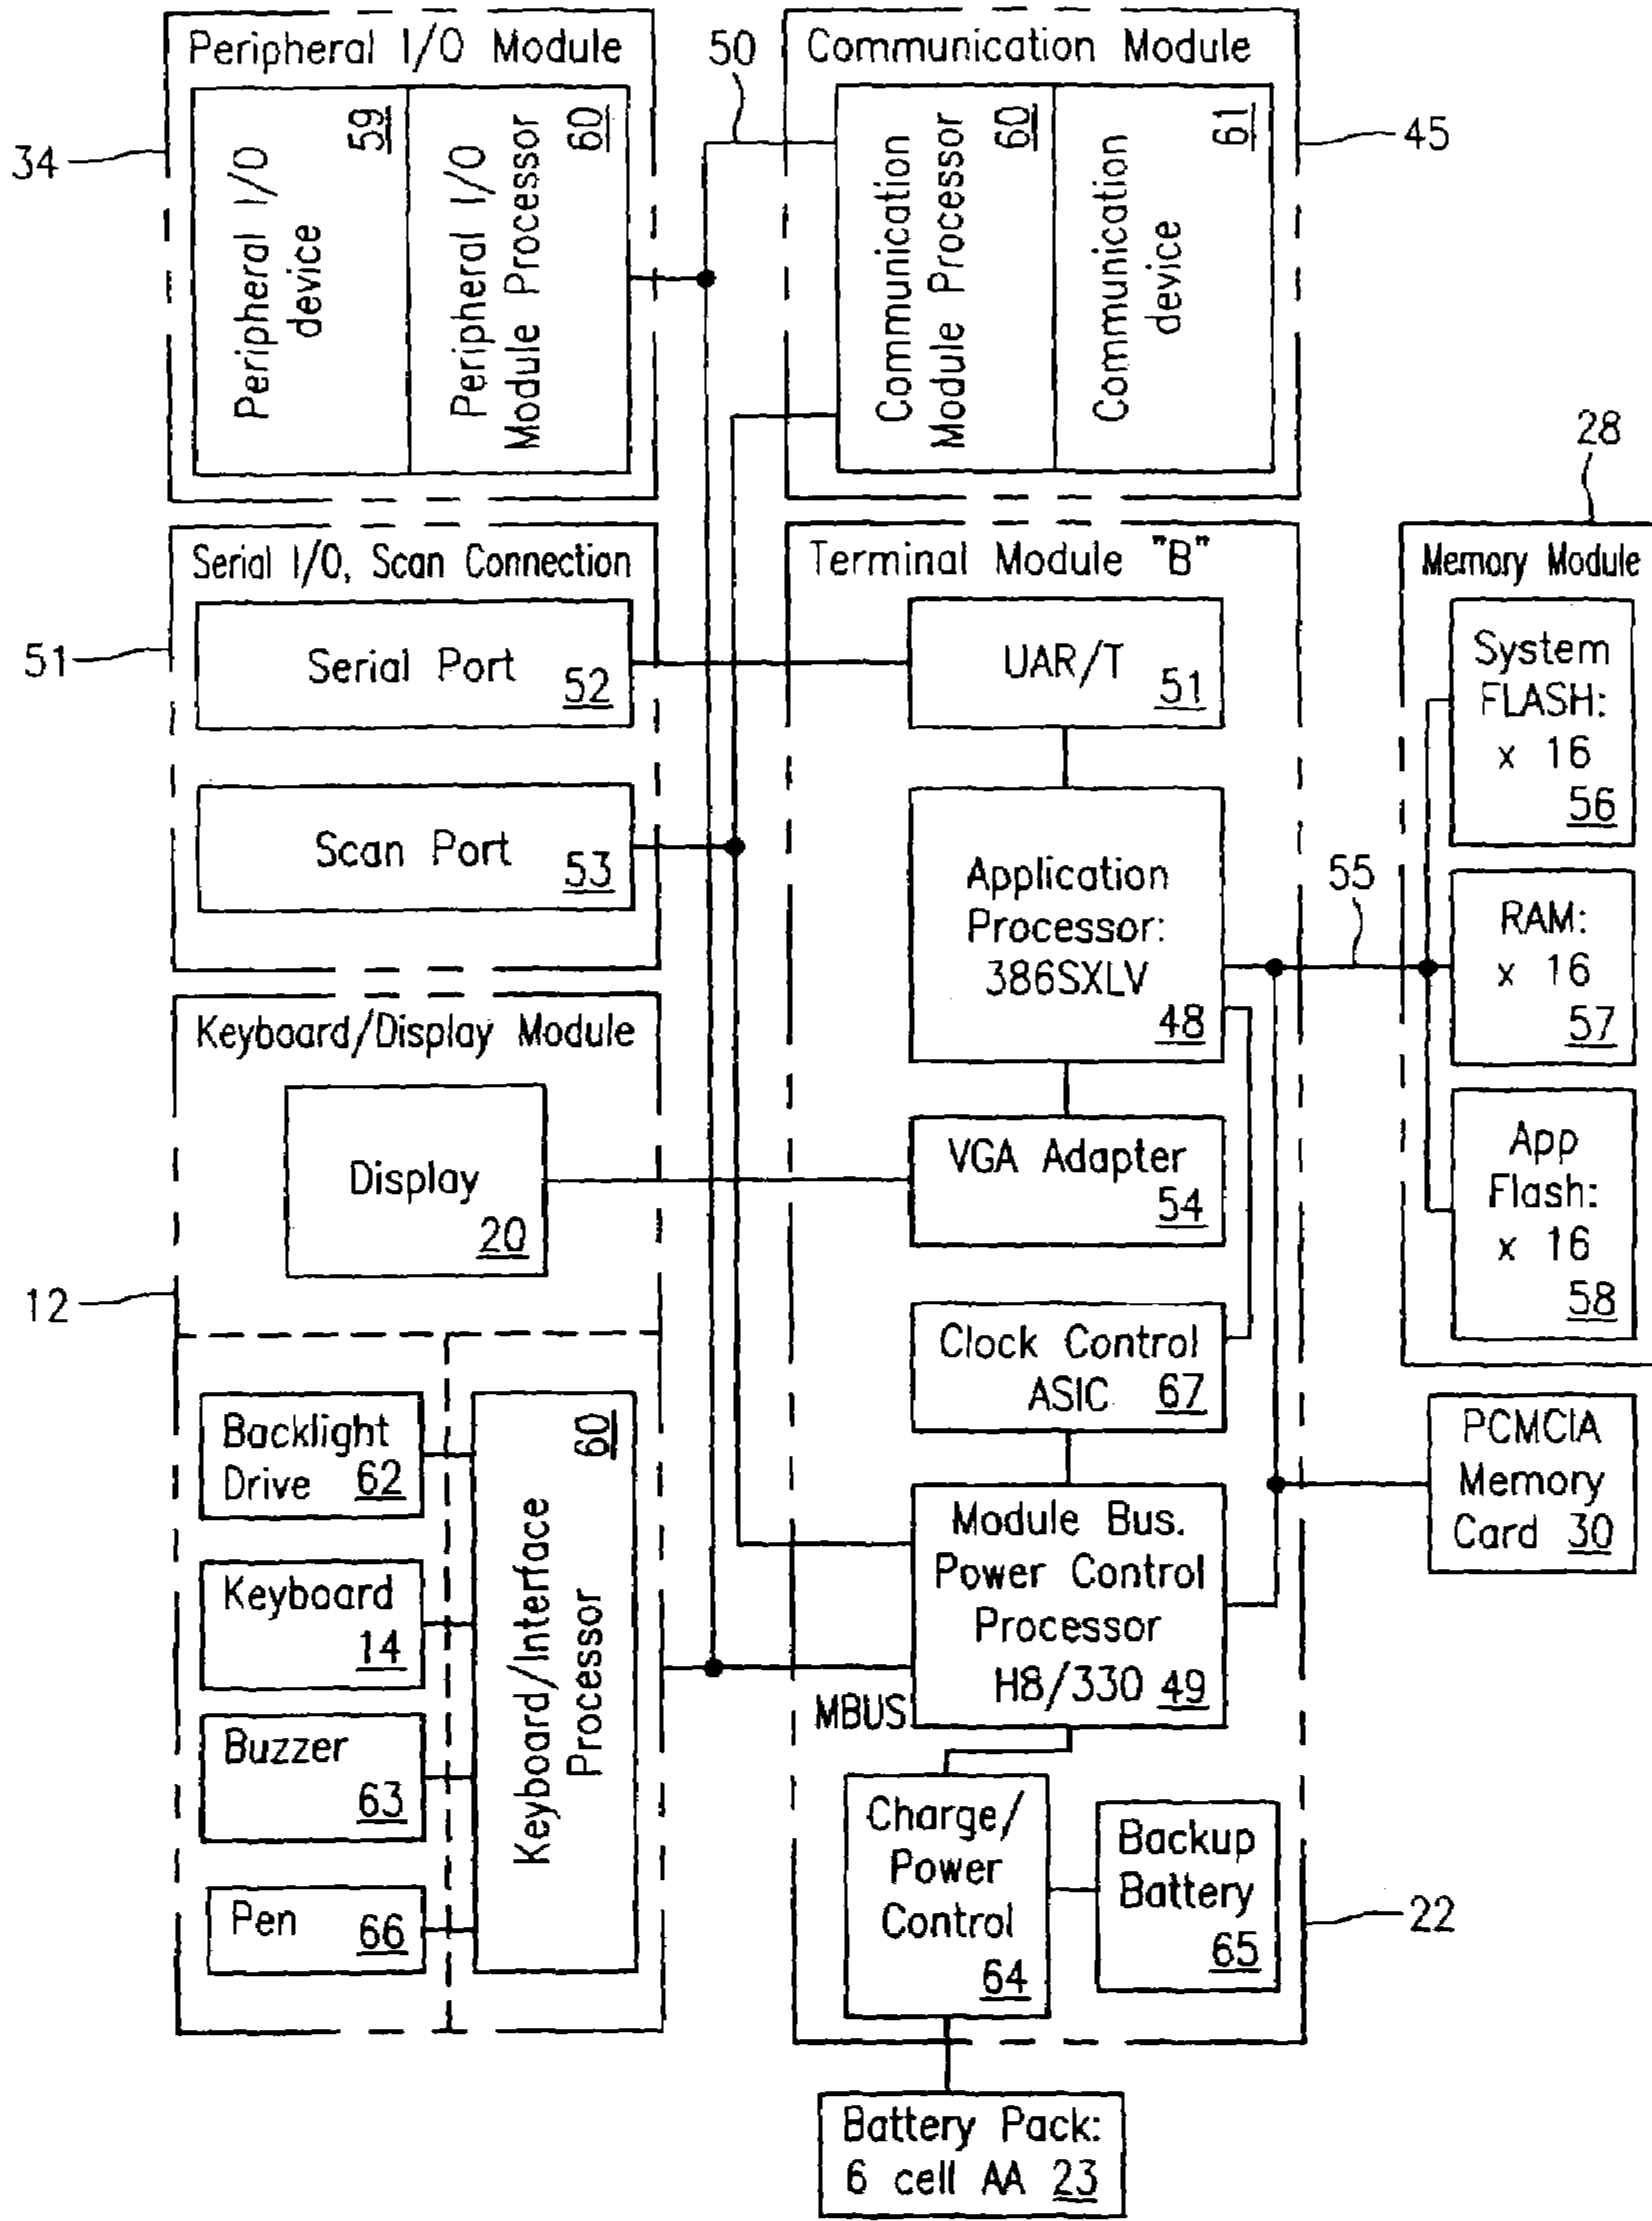 Peripheral I/O Module
59
Peripheral I/O
device
60
Peripheral I/O
Module Processor
34
50
Communication Module
60
Communication
Module Processor
61
Communication
device
45
Serial I/O, Scan Connection
Serial Port
52
Scan Port
53
51
Terminal Module "B"
UAR/T
51
Application
Processor:
386SXLV
48
VGA Adapter
54
Clock Control
ASIC 67
Module Bus.
Power Control
Processor
H8/330 49
MBUS
Charge/
Power
Control
64
Backup
Battery
65
22
Battery Pack:
6 cell AA 23
28
Memory Module
System
FLASH:
x 16
56
55
RAM:
x 16
57
App
Flash:
x 16
58
PCMCIA
Memory
Card 30
Keyboard/Display Module
Display
20
12
Backlight
Drive 62
Keyboard
14
Buzzer
63
Pen 66
60
Keyboard/Interface
Processor